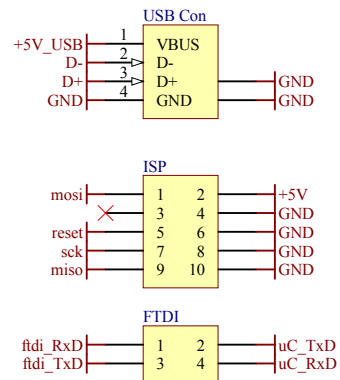 USB Con
+5V_USB 1 VBUS
D- 2 D-
D+ 3 D+ GND
GND 4 GND GND
ISP
mosi 1 2 +5V
3 4 GND
reset 5 6 GND
sck 7 8 GND
miso 9 10 GND
FTDI
ftdi_RxD 1 2 uC_TxD
ftdi_TxD 3 4 uC_RxD